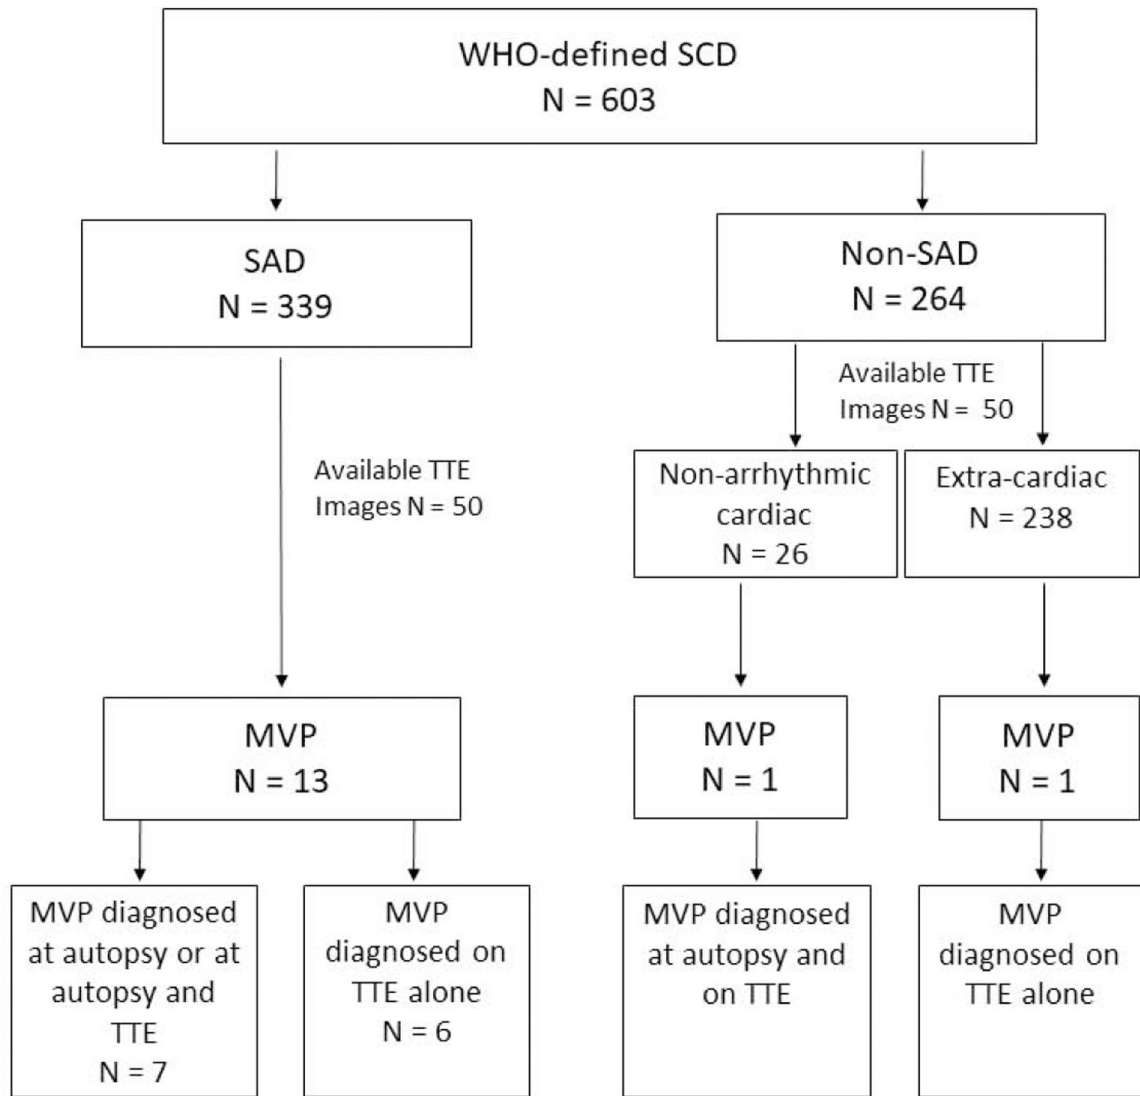 WHO-defined SCD
N = 603
SAD
N = 339
Non-SAD
N = 264
Available TTE
Images N = 50
Available TTE
Images N = 50
Non-arrhythmic
cardiac
N = 26
Extra-cardiac
N = 238
MVP
N = 13
MVP
N = 1
MVP
N = 1
MVP diagnosed
at autopsy or at
autopsy and
TTE
N = 7
MVP
diagnosed on
TTE alone
N = 6
MVP diagnosed
at autopsy and
on TTE
MVP
diagnosed on
TTE alone